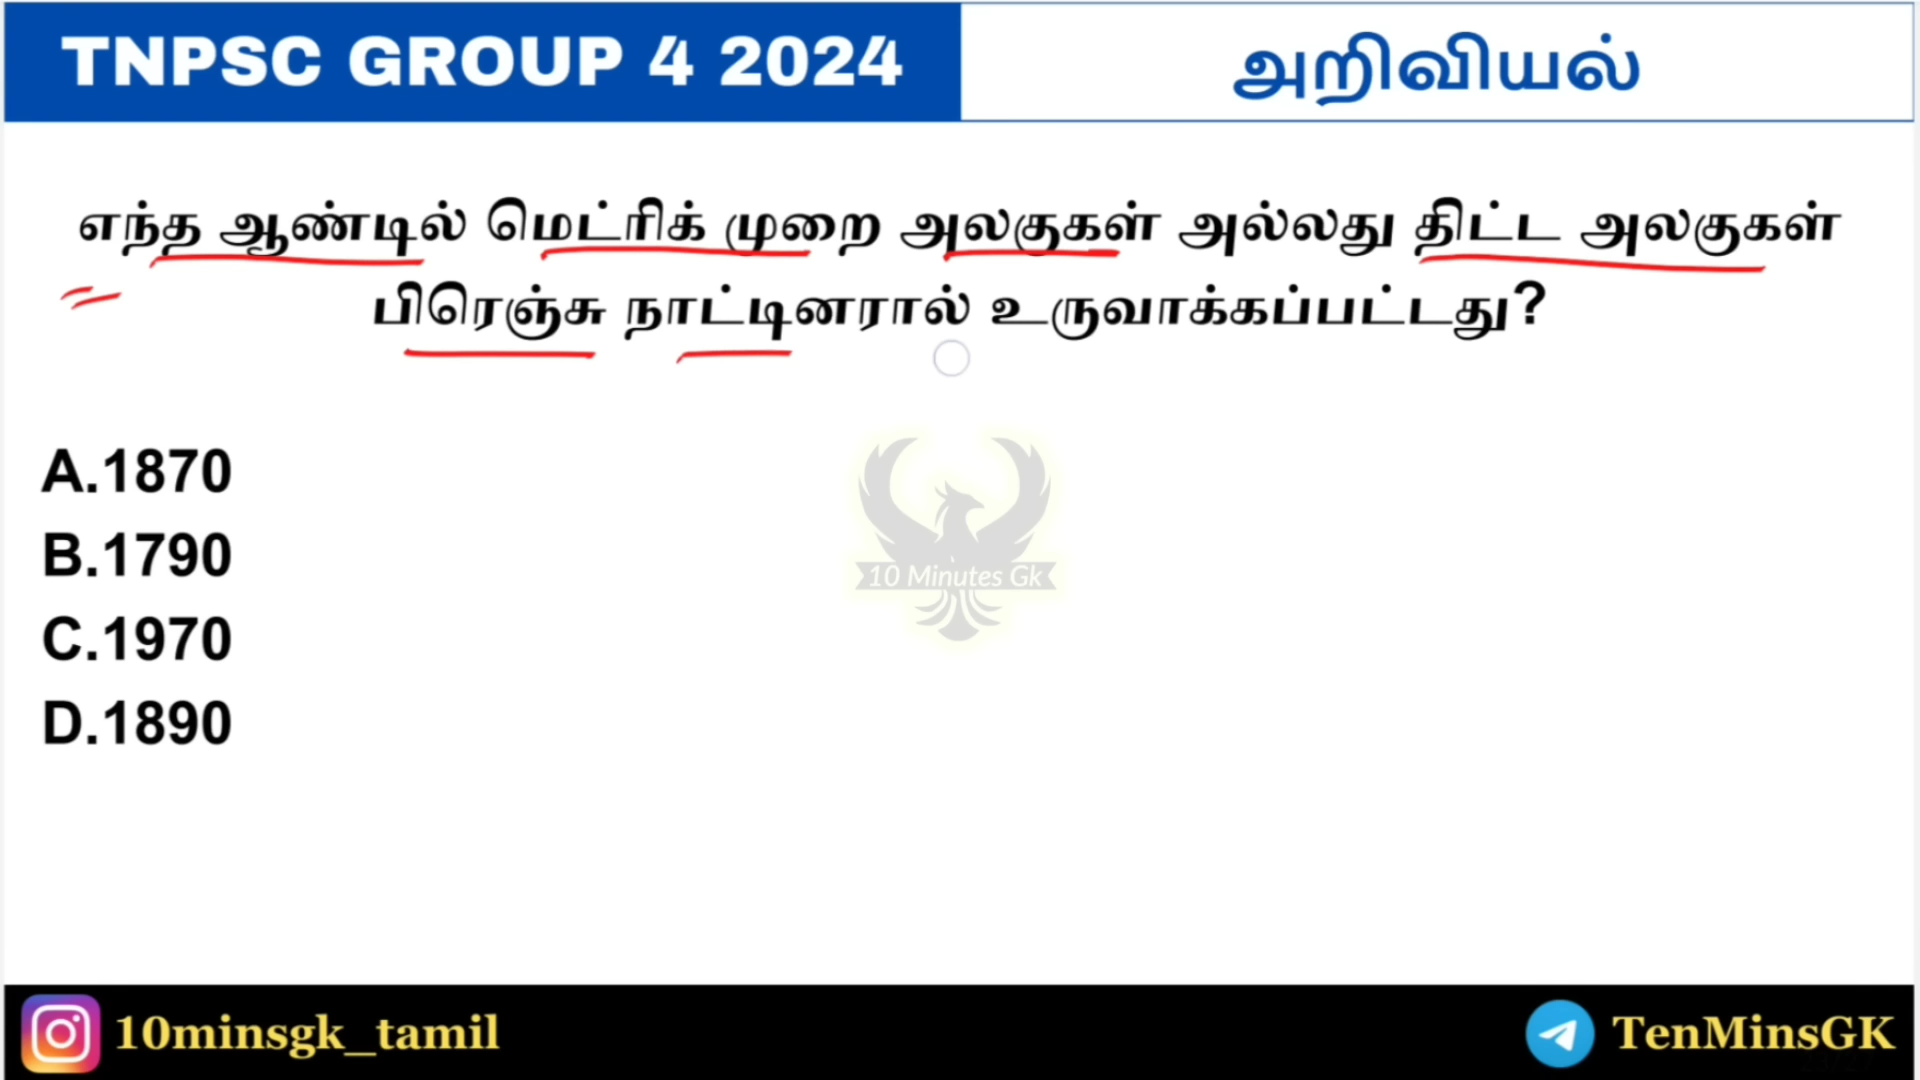 TNPSC GROUP 4 2024
அறிவியல்
எந்த ஆண்டில் மெட்ரிக் முறை அலகுகள் அல்லது திட்ட அலகுகள்
பிரெஞ்சு நாட்டினரால் உருவாக்கப்பட்டது?
A.1870
B.1790
C.1970
D.1890
10 Minutes Gk
10minsgk_tamil
TenMinsGK